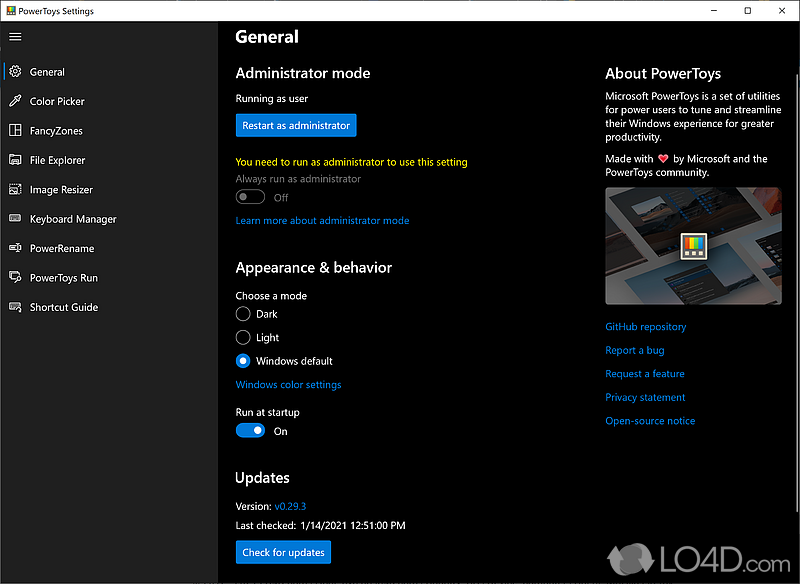 PowerToys Settings
General
Color Picker
FancyZones
File Explorer
Image Resizer
Keyboard Manager
PowerRename
PowerToys Run
Shortcut Guide
General
Administrator mode
Running as user
Restart as administrator
You need to run as administrator to use this setting
Always run as administrator
Off
Learn more about administrator mode
Appearance & behavior
Choose a mode
Dark
Light
Windows default
Windows color settings
Run at startup
On
Updates
Version: v0.29.3
Last checked: 1/14/2021 12:51:00 PM
Check for updates
About PowerToys
Microsoft PowerToys is a set of utilities
for power users to tune and streamline
their Windows experience for greater
productivity.
Made with ❤ by Microsoft and the
PowerToys community.
GitHub repository
Report a bug
Request a feature
Privacy statement
Open-source notice
LO4D.com